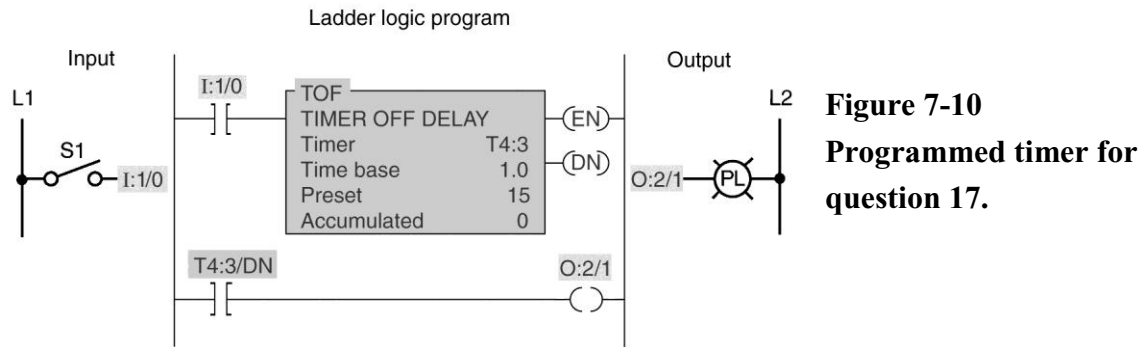 Ladder logic program
Input
Output
L1
S1
I:1/0
I:1/0
TOF
TIMER OFF DELAY
Timer T4:3
Time base 1.0
Preset 15
Accumulated 0
EN
DN
L2
O:2/1
PL
T4:3/DN
O:2/1
Figure 7-10
Programmed timer for
question 17.